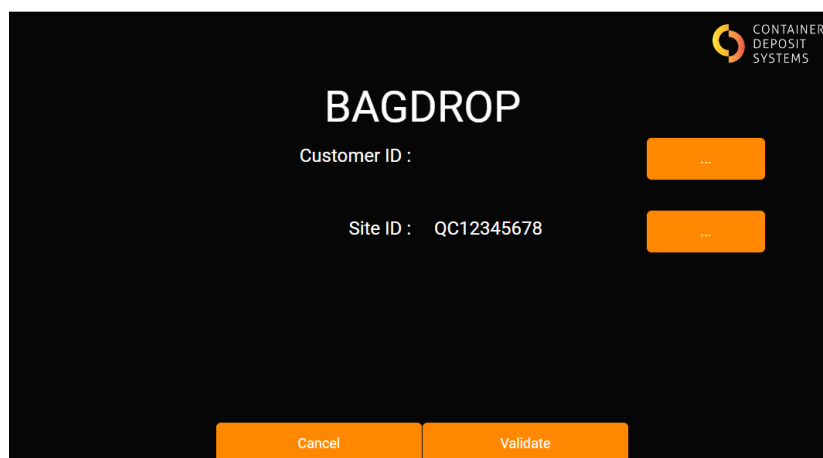 CONTAINER
DEPOSIT
SYSTEMS
BAGDROP
Customer ID :
...
Site ID : QC12345678
...
Cancel
Validate